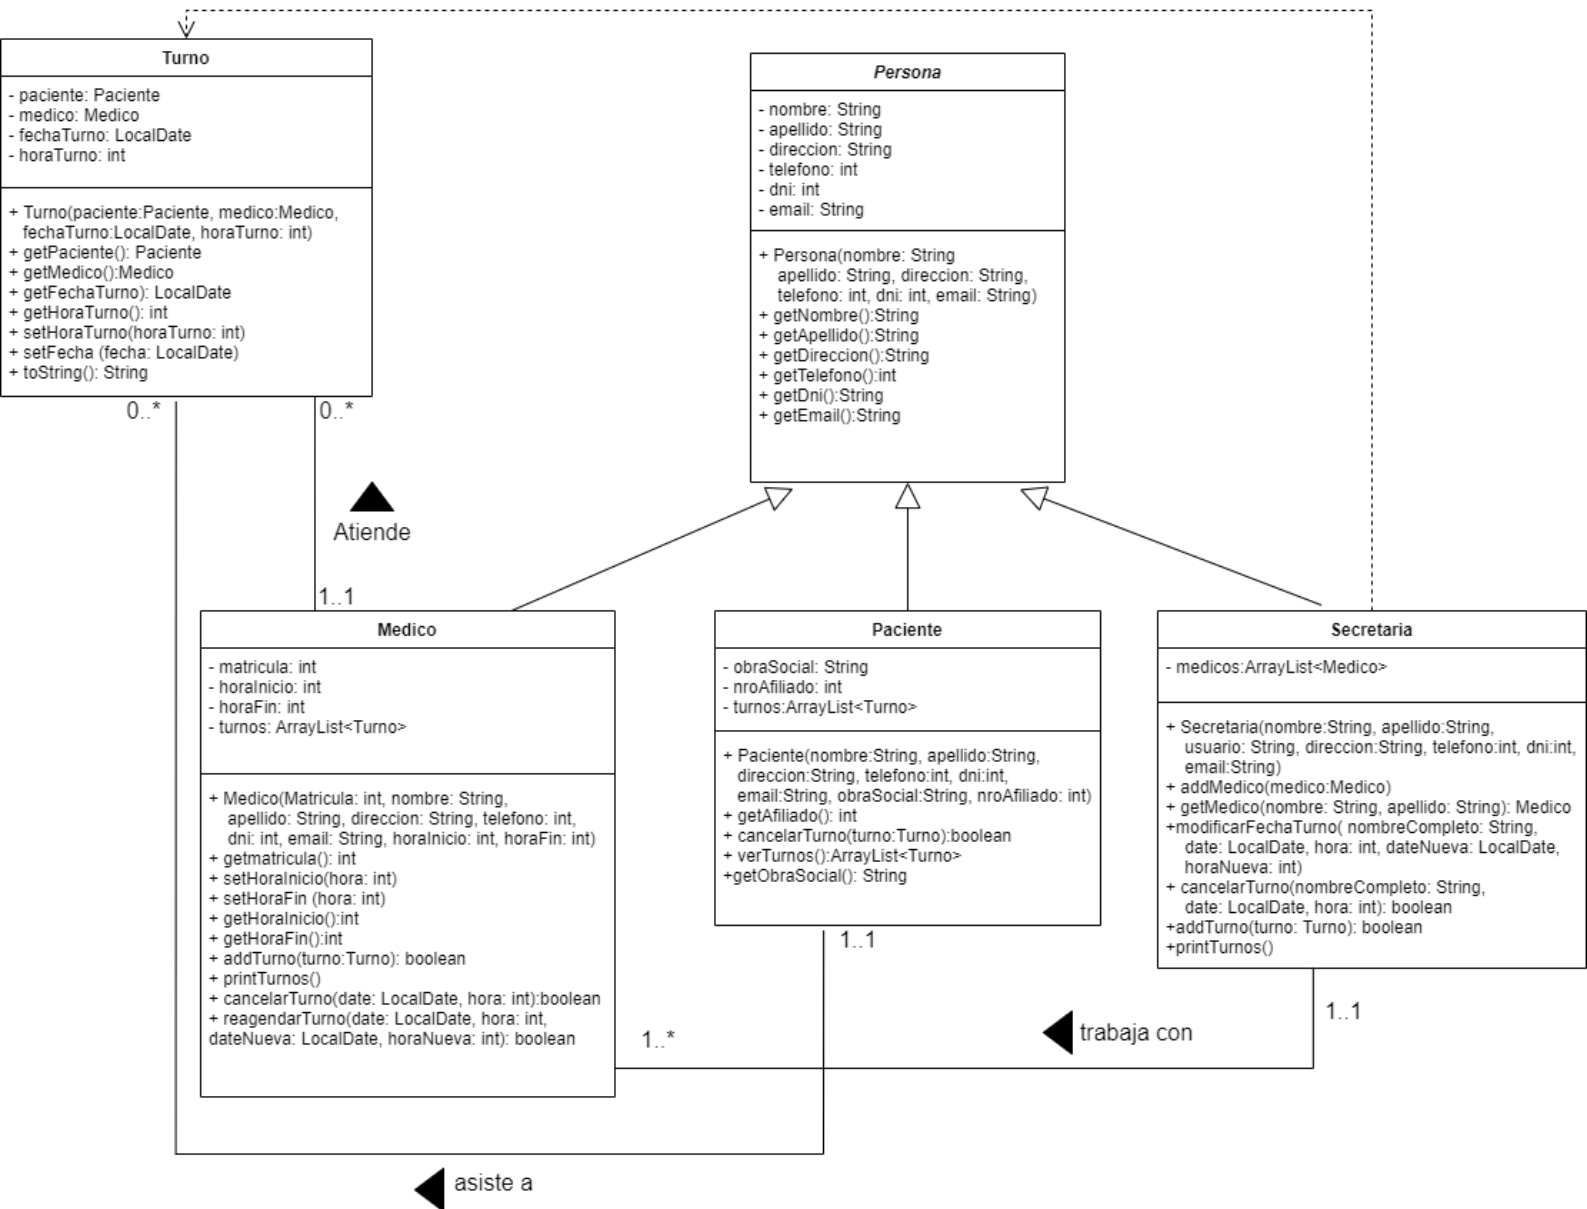 Turno
- paciente: Paciente
- medico: Medico
- fechaTurno: LocalDate
- horaTurno: int
+ Turno(paciente:Paciente, medico:Medico,
fechaTurno:LocalDate, horaTurno: int)
+ getPaciente(): Paciente
+ getMedico():Medico
+ getFechaTurno): LocalDate
+ getHoraTurno(): int
+ setHoraTurno(horaTurno: int)
+ setFecha (fecha: LocalDate)
+ toString(): String
0..*
0..*
Atiende
1..1
Persona
- nombre: String
- apellido: String
- direccion: String
- telefono: int
- dni: int
- email: String
+ Persona(nombre: String
apellido: String, direccion: String,
telefono: int, dni: int, email: String)
+ getNombre():String
+ getApellido():String
+ getDireccion():String
+ getTelefono():int
+ getDni():String
+ getEmail():String
Medico
- matricula: int
- horaInicio: int
- horaFin: int
- turnos: ArrayList<Turno>
+ Medico(Matricula: int, nombre: String,
apellido: String, direccion: String, telefono: int,
dni: int, email: String, horaInicio: int, horaFin: int)
+ getmatricula(): int
+ setHoraInicio(hora: int)
+ setHoraFin (hora: int)
+ getHoraInicio():int
+ getHoraFin():int
+ addTurno(turno:Turno): boolean
+ printTurnos()
+ cancelarTurno(date: LocalDate, hora: int):boolean
+ reagendarTurno(date: LocalDate, hora: int,
dateNueva: LocalDate, horaNueva: int): boolean
Paciente
- obraSocial: String
- nroAfiliado: int
- turnos:ArrayList<Turno>
+ Paciente(nombre:String, apellido:String,
direccion:String, telefono:int, dni:int,
email:String, obraSocial:String, nroAfiliado: int)
+ getAfiliado(): int
+ cancelarTurno(turno:Turno):boolean
+ verTurnos():ArrayList<Turno>
+getObraSocial(): String
1..1
Secretaria
- medicos:ArrayList<Medico>
+ Secretaria(nombre:String, apellido:String,
usuario: String, direccion:String, telefono:int, dni:int,
email:String)
+ addMedico(medico:Medico)
+ getMedico(nombre: String, apellido: String): Medico
+modificarFechaTurno( nombreCompleto: String,
date: LocalDate, hora: int, dateNueva: LocalDate,
horaNueva: int)
+ cancelarTurno(nombreCompleto: String,
date: LocalDate, hora: int): boolean
+addTurno(turno: Turno): boolean
+printTurnos()
1..1
1..*
trabaja con
asiste a